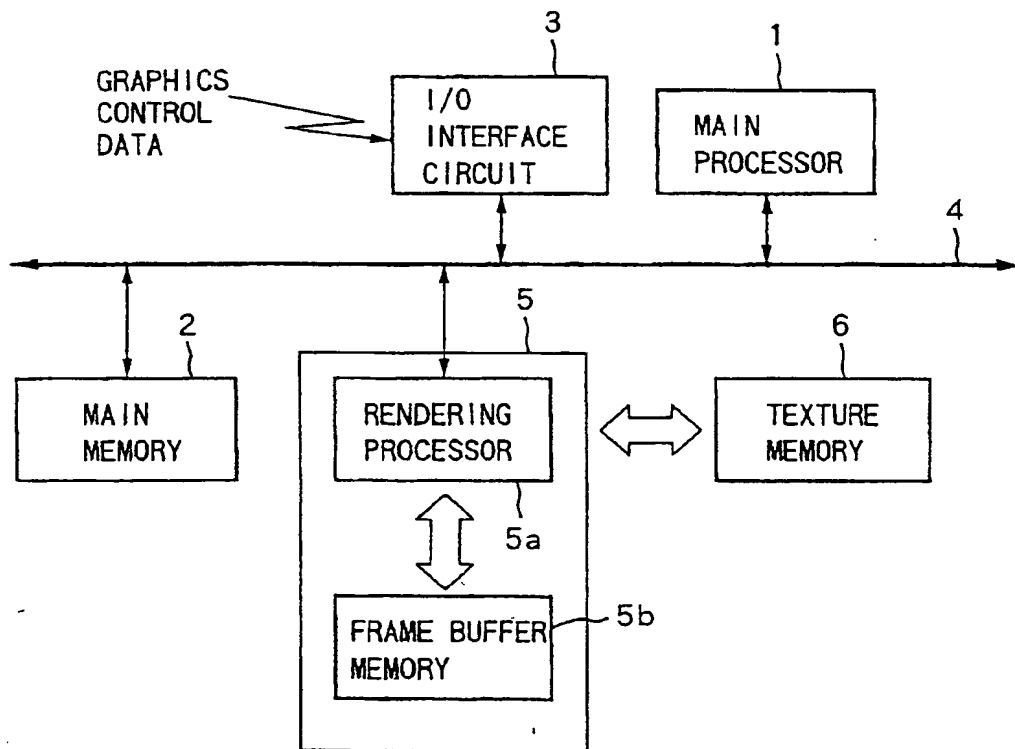 3
1
GRAPHICS
CONTROL
DATA
I/O
INTERFACE
CIRCUIT
MAIN
PROCESSOR
4
5
2
6
MAIN
MEMORY
RENDERING
PROCESSOR
TEXTURE
MEMORY
5a
5b
FRAME BUFFER
MEMORY